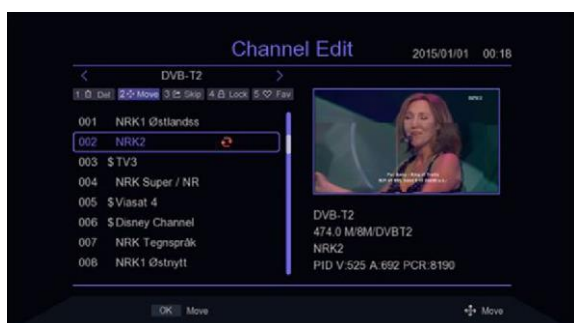 Channel Edit
2015/01/01 00:18
DVB-T2
1 Del 2 Move 3 Skip 4 Lock 5 Fav
001 NRK1 Østlandss
002 NRK2
003 $ TV3
004 NRK Super / NR
005 $ Viasat 4
006 $ Disney Channel
007 NRK Tegnspråk
008 NRK1 Østnytt
DVB-T2
474.0 M/8M/DVBT2
NRK2
PID V:525 A:692 PCR:8190
OK Move
Move